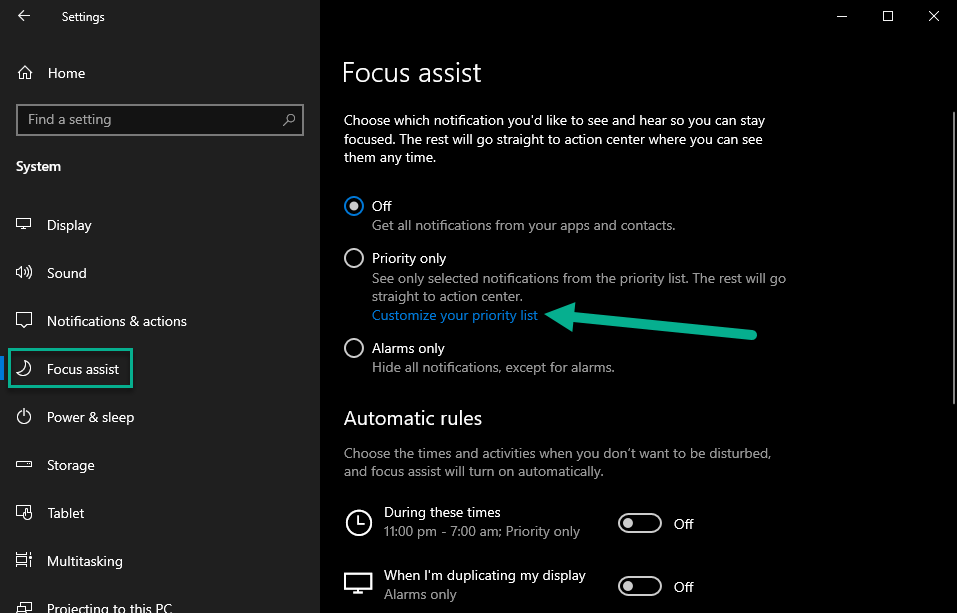 Settings
Home
Find a setting
System
Display
Sound
Notifications & actions
Focus assist
Power & sleep
Storage
Tablet
Multitasking
Projecting to this PC
Focus assist
Choose which notification you'd like to see and hear so you can stay
focused. The rest will go straight to action center where you can see
them any time.
Off
Get all notifications from your apps and contacts.
Priority only
See only selected notifications from the priority list. The rest will go
straight to action center.
Customize your priority list
Alarms only
Hide all notifications, except for alarms.
Automatic rules
Choose the times and activities when you don't want to be disturbed,
and focus assist will turn on automatically.
During these times
11:00 pm - 7:00 am; Priority only
Off
When I'm duplicating my display
Alarms only
Off